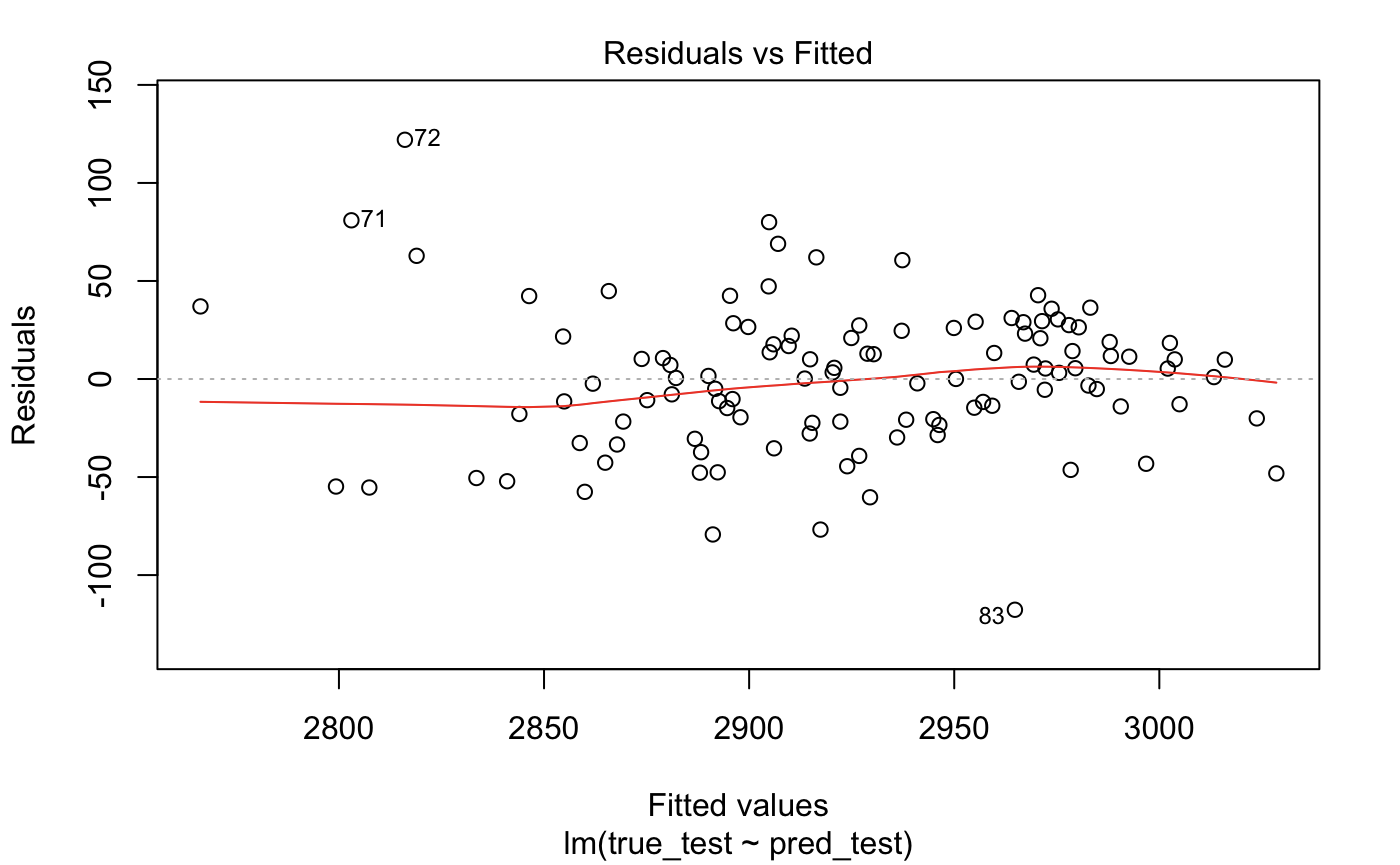 Residuals vs Fitted
Residuals
150
100
50
0
-50
-100
72
71
83
2800 2850 2900 2950 3000
Fitted values
lm(true_test ~ pred_test)